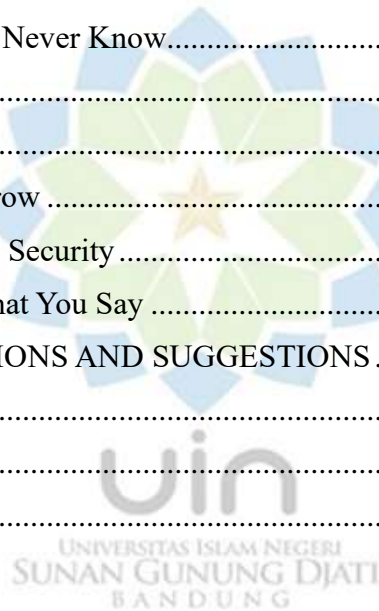 Never Know....................................
....................................................
....................................................
row ..............................................
Security......................................
hat You Say ................................
IONS AND SUGGESTIONS .
....................................................
....................................................
uin
....................................................
UNIVERSITAS ISLAM NEGERI
SUNAN GUNUNG DJATI
BANDUNG